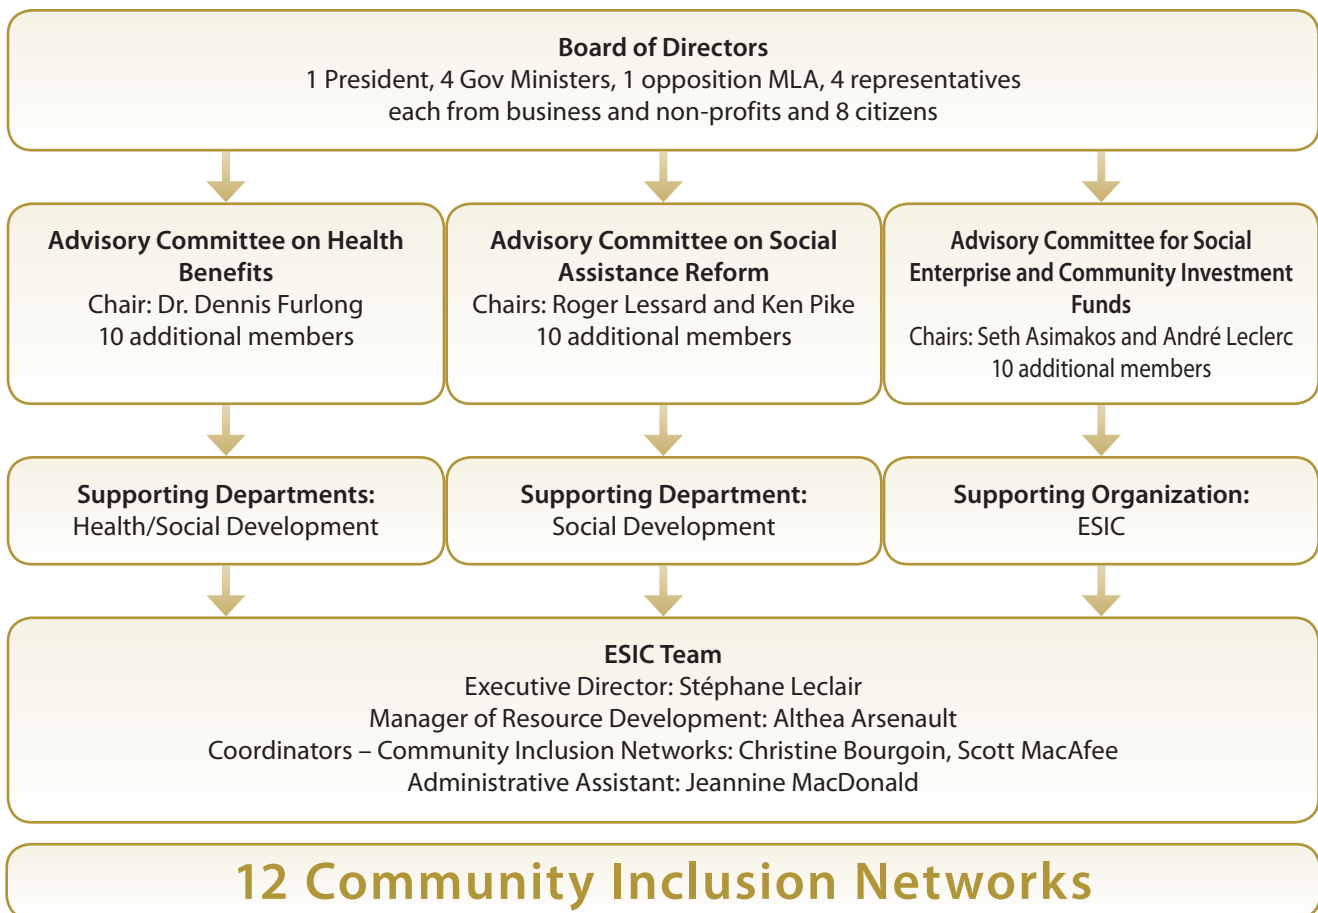 Board of Directors
1 President, 4 Gov Ministers, 1 opposition MLA, 4 representatives
each from business and non-profits and 8 citizens
Advisory Committee on Health
Benefits
Chair: Dr. Dennis Furlong
10 additional members
Advisory Committee on Social
Assistance Reform
Chairs: Roger Lessard and Ken Pike
10 additional members
Advisory Committee for Social
Enterprise and Community Investment
Funds
Chairs: Seth Asimakos and André Leclerc
10 additional members
Supporting Departments:
Health/Social Development
Supporting Department:
Social Development
Supporting Organization:
ESIC
ESIC Team
Executive Director: Stéphane Leclair
Manager of Resource Development: Althea Arsenault
Coordinators – Community Inclusion Networks: Christine Bourgoin, Scott MacAfee
Administrative Assistant: Jeannine MacDonald
12 Community Inclusion Networks